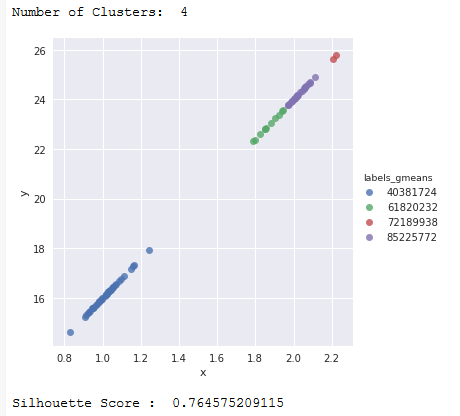 Number of Clusters:  4
26
24
22
20
18
16
y
0.8 1.0 1.2 1.4 1.6 1.8 2.0 2.2
x
labels_gmeans
40381724
61820232
72189938
85225772
Silhouette Score :  0.764575209115